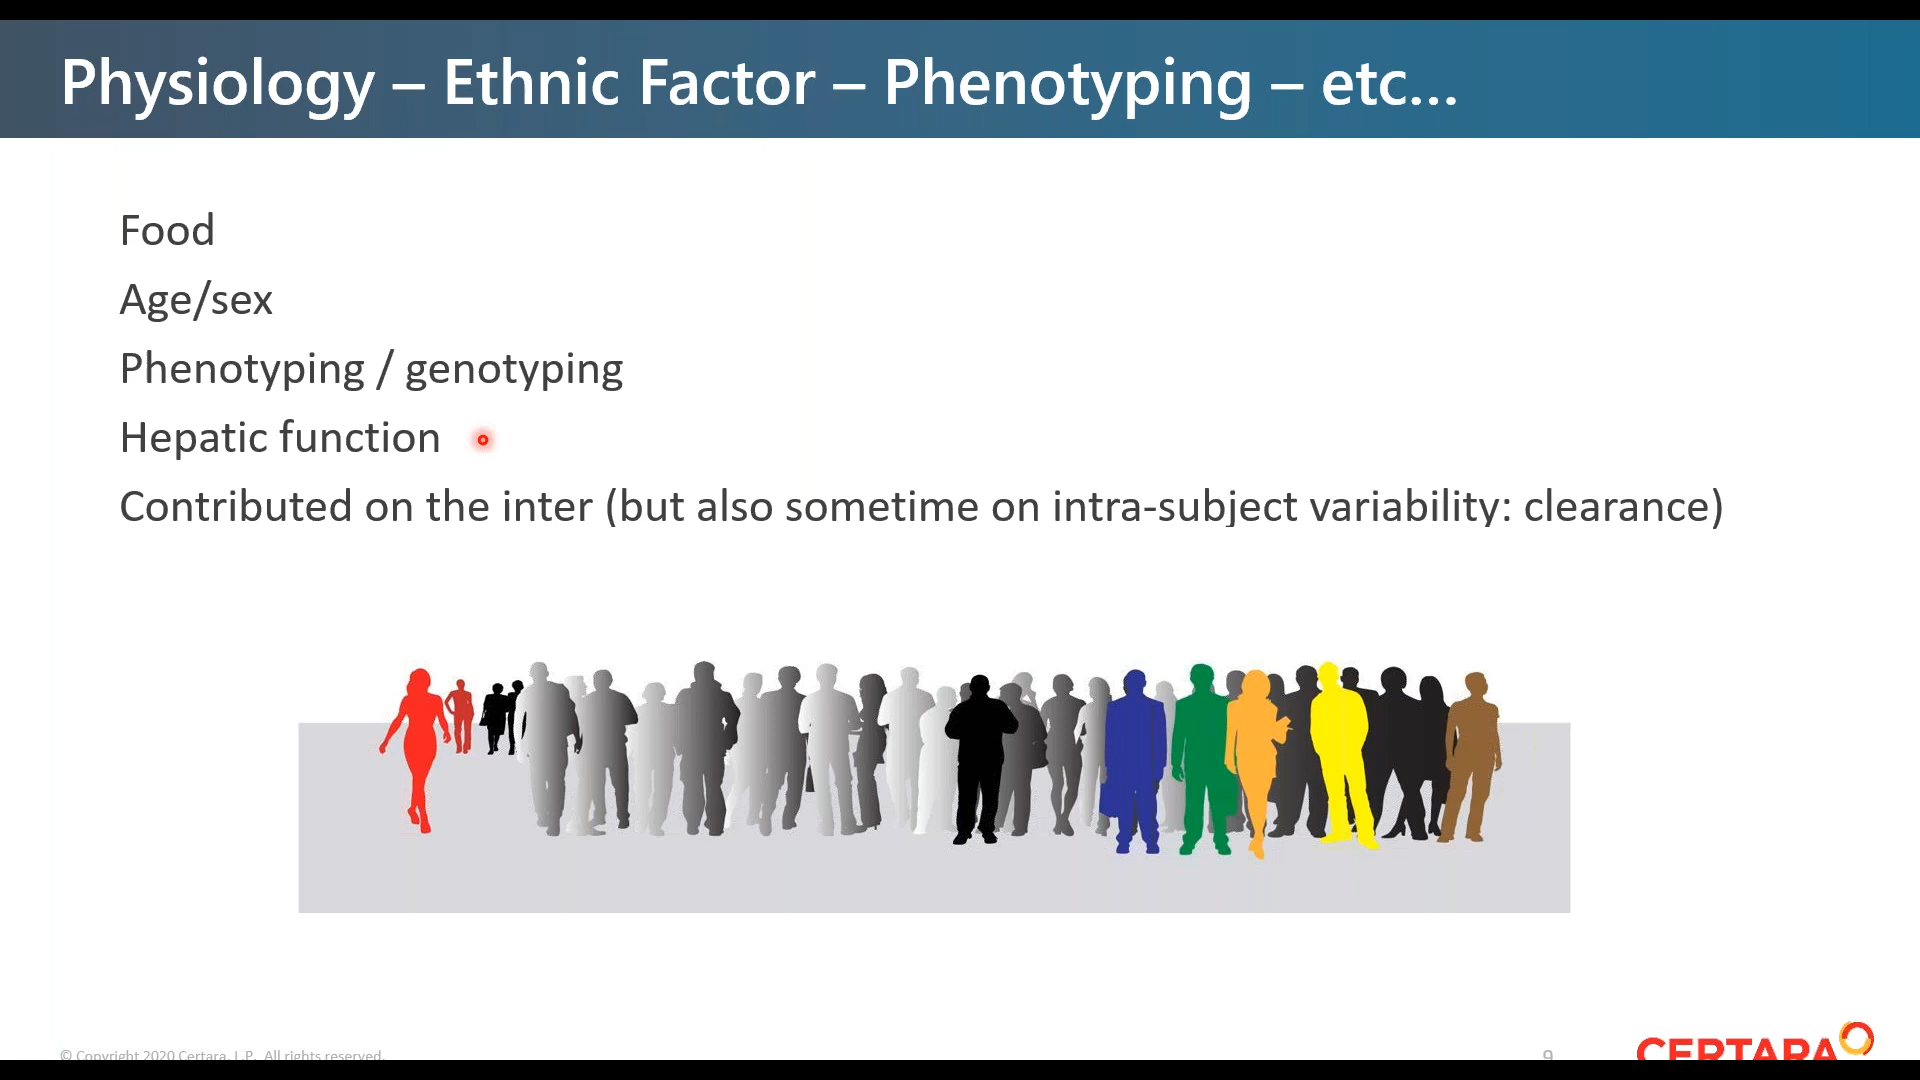 Physiology – Ethnic Factor – Phenotyping – etc...
Food
Age/sex
Phenotyping / genotyping
Hepatic function
Contributed on the inter (but also sometime on intra-subject variability: clearance)
© Copyright 2020 Certara, L.P. All rights reserved.
9
CERTARA